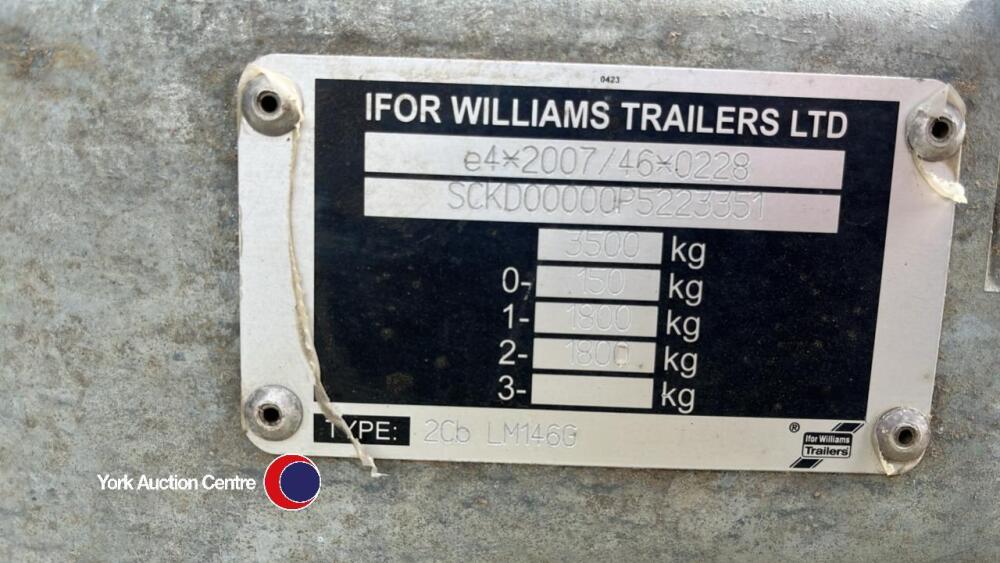 0423
IFOR WILLIAMS TRAILERS LTD
e4*2007/46*0228
SCKD00000P5223351
3500 kg
0- 150 kg
1- 1800 kg
2- 1800 kg
3- kg
TYPE: 2Cb LM146G
®
Ifor Williams
Trailers
York Auction Centre